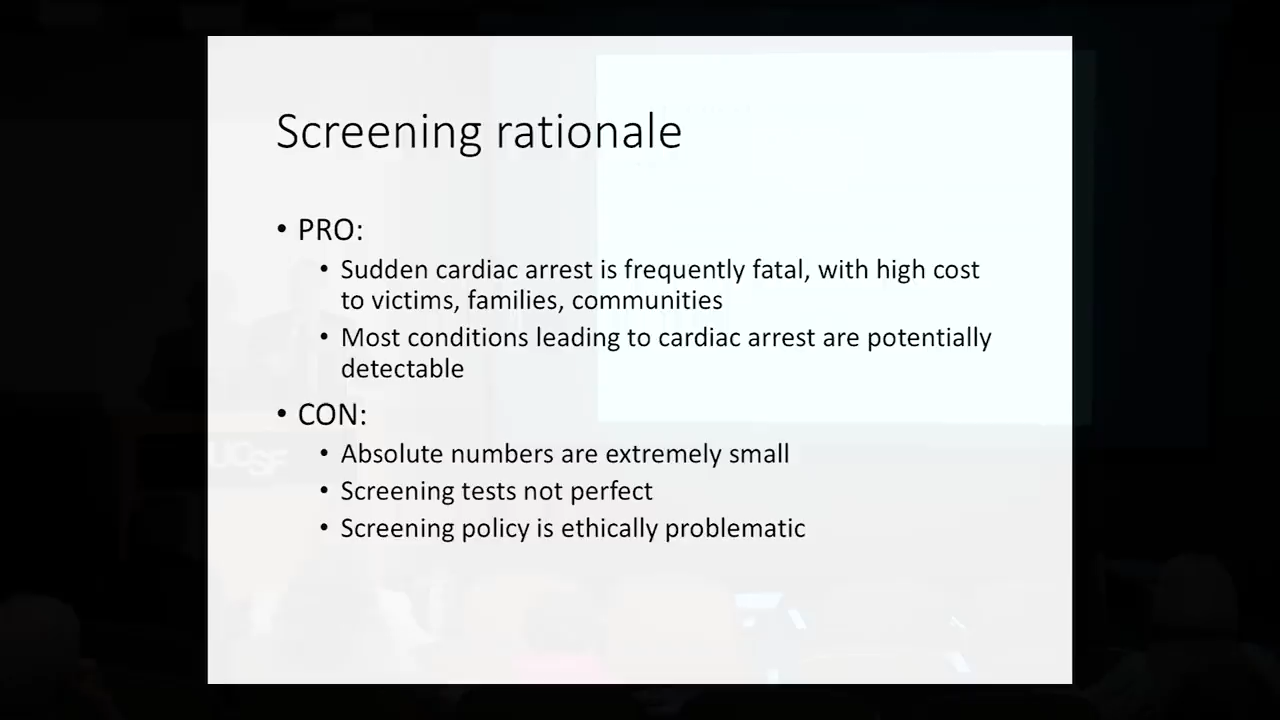 Screening rationale
• PRO:
• Sudden cardiac arrest is frequently fatal, with high cost
to victims, families, communities
• Most conditions leading to cardiac arrest are potentially
detectable
• CON:
• Absolute numbers are extremely small
UCSF
• Screening tests not perfect
• Screening policy is ethically problematic